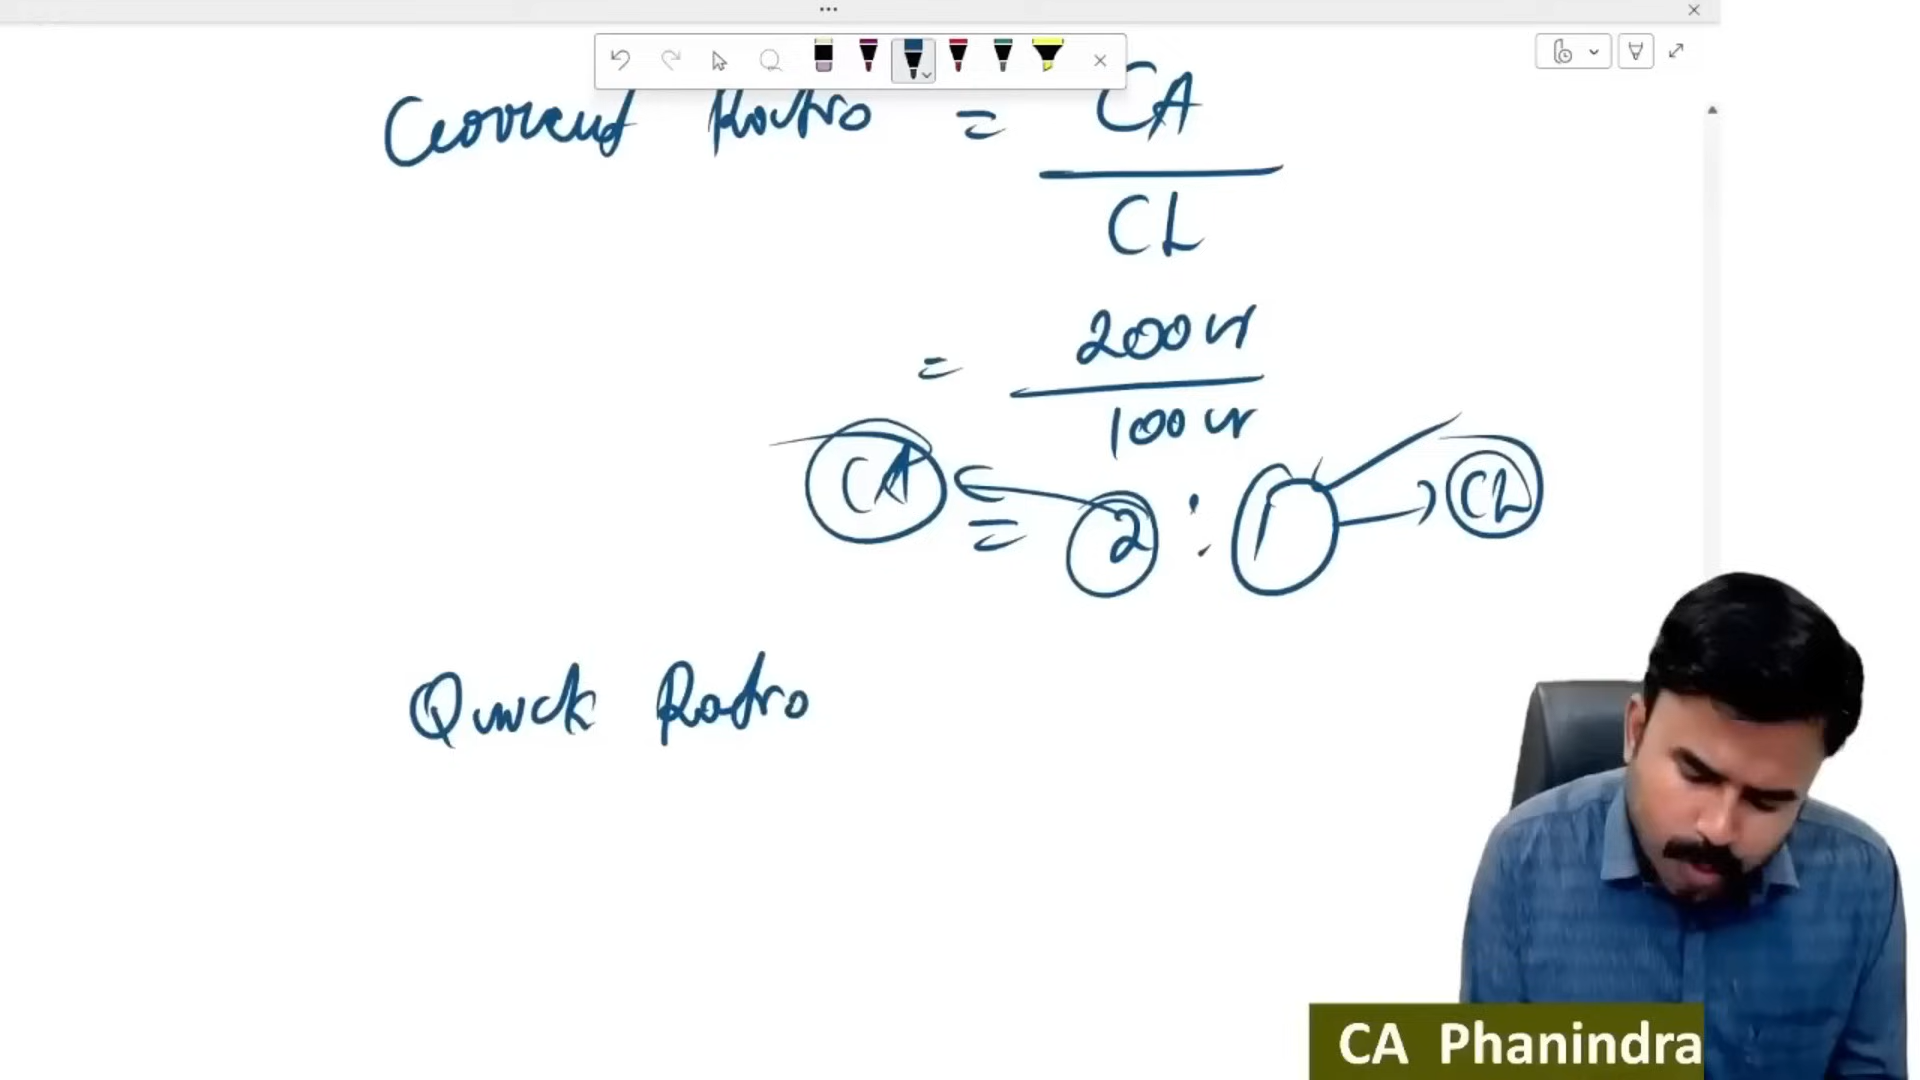 Current Ratio = CA
CL
= 200 cr
100 cr
CA = 2 : 1 CL
Quick Ratio
CA Phanindra